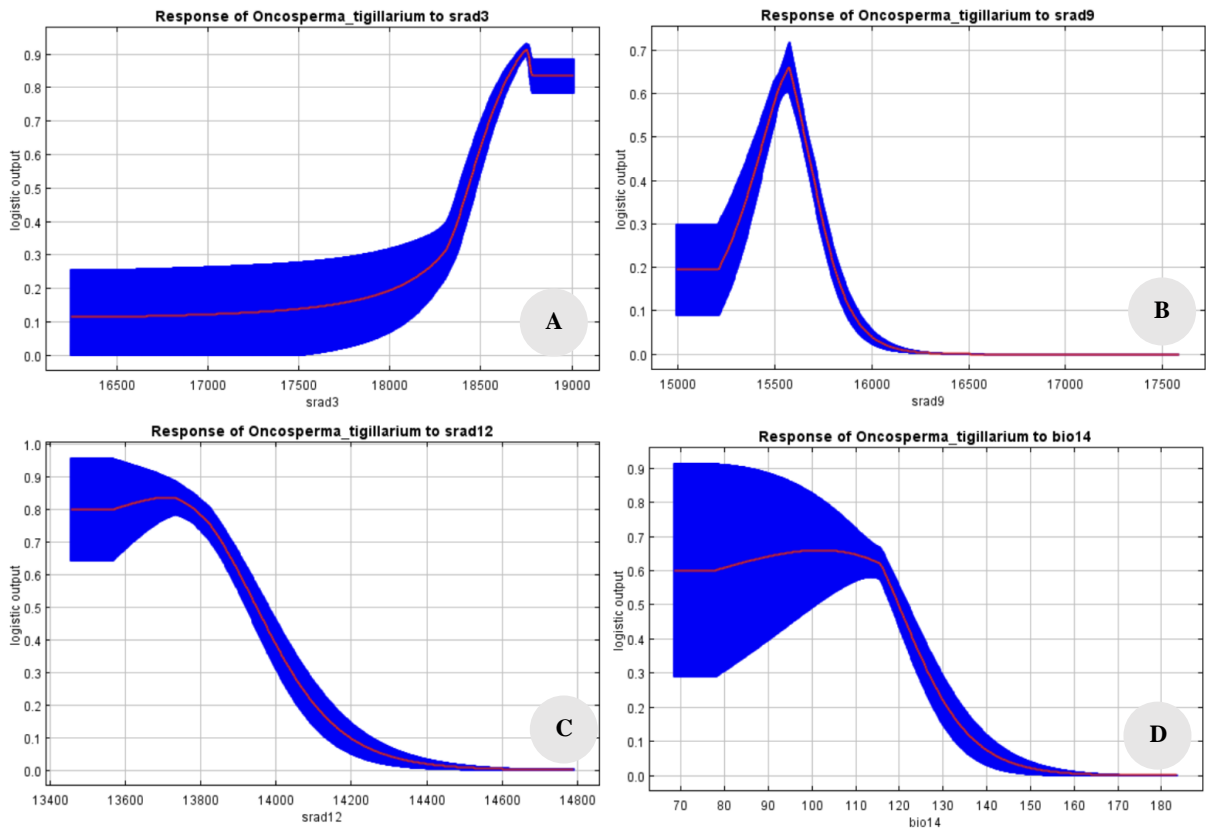 Response of Oncosperma_tigillarium to srad3
logistic output
0.9
0.8
0.7
0.6
0.5
0.4
0.3
0.2
0.1
0.0
16500 17000 17500 18000 18500 19000
srad3
A
Response of Oncosperma_tigillarium to srad9
logistic output
0.7
0.6
0.5
0.4
0.3
0.2
0.1
0.0
15000 15500 16000 16500 17000 17500
srad9
B
Response of Oncosperma_tigillarium to srad12
logistic output
1.0
0.9
0.8
0.7
0.6
0.5
0.4
0.3
0.2
0.1
0.0
13400 13600 13800 14000 14200 14400 14600 14800
srad12
C
Response of Oncosperma_tigillarium to bio14
logistic output
0.9
0.8
0.7
0.6
0.5
0.4
0.3
0.2
0.1
0.0
70 80 90 100 110 120 130 140 150 160 170 180
bio14
D